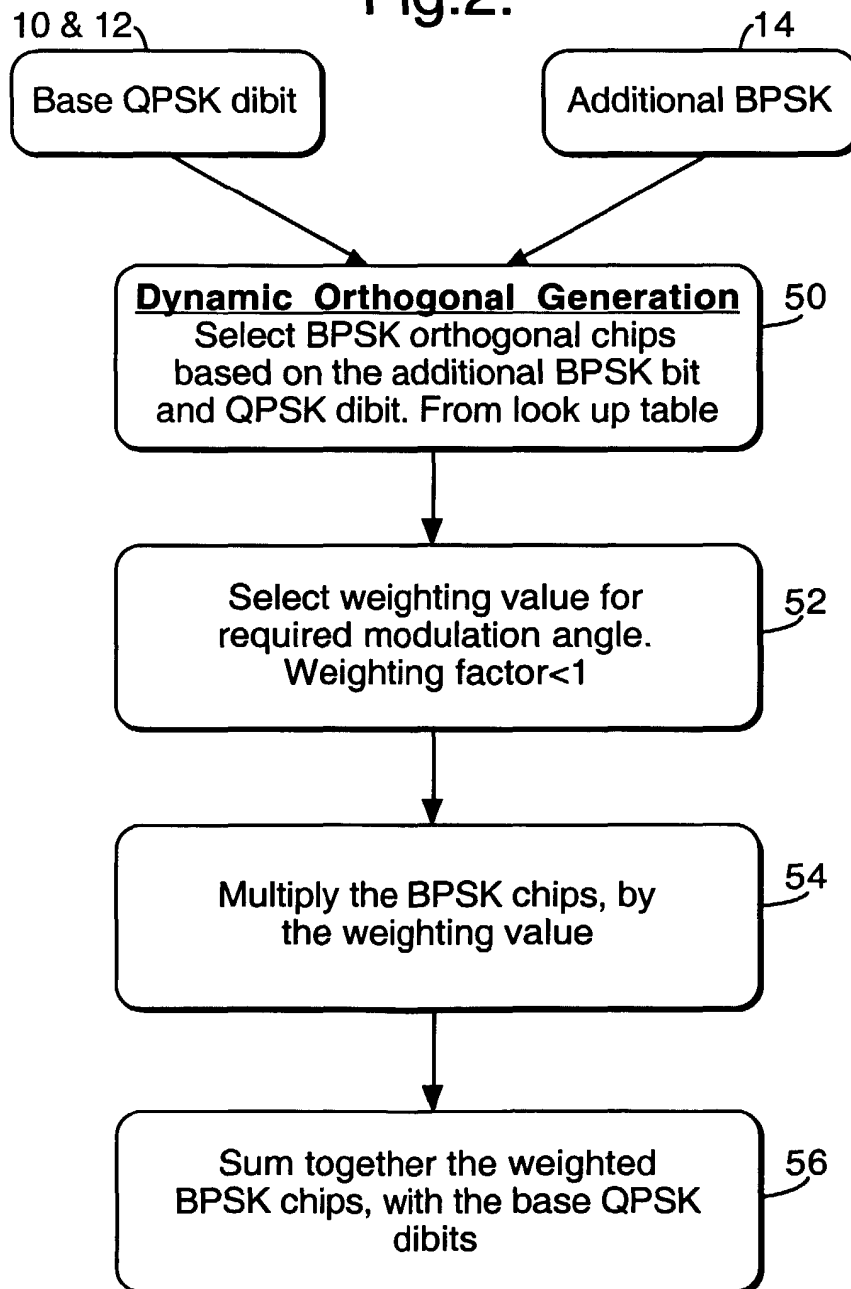 Fig.2.
10 & 12
14
Base QPSK dibit
Additional BPSK
Dynamic Orthogonal Generation
50
Select BPSK orthogonal chips
based on the additional BPSK bit
and QPSK dibit. From look up table
Select weighting value for
required modulation angle.
Weighting factor<1
52
Multiply the BPSK chips, by
the weighting value
54
Sum together the weighted
BPSK chips, with the base QPSK
dibits
56